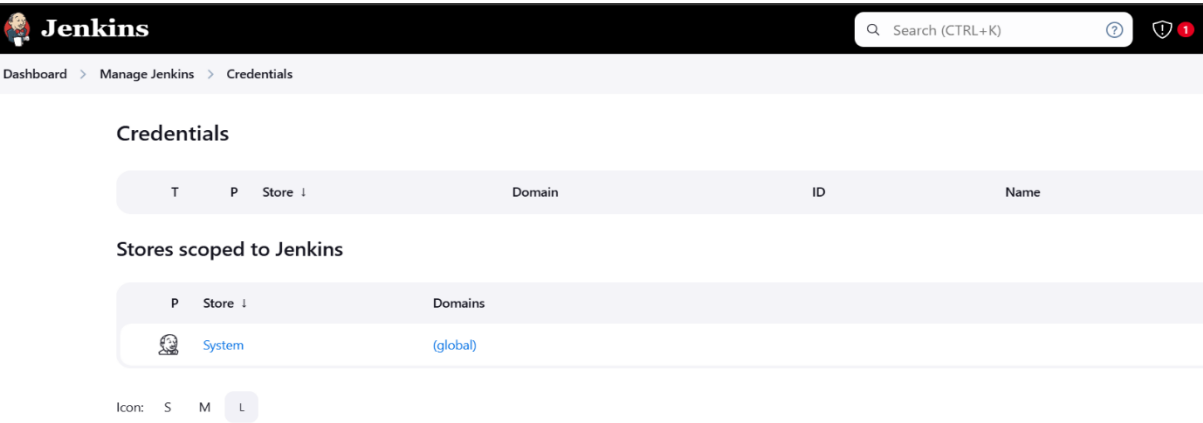 Jenkins Search (CTRL+K) ? 1
Dashboard > Manage Jenkins > Credentials
Credentials
T P Store ↓ Domain ID Name
Stores scoped to Jenkins
P Store ↓ Domains
System (global)
Icon: S M L